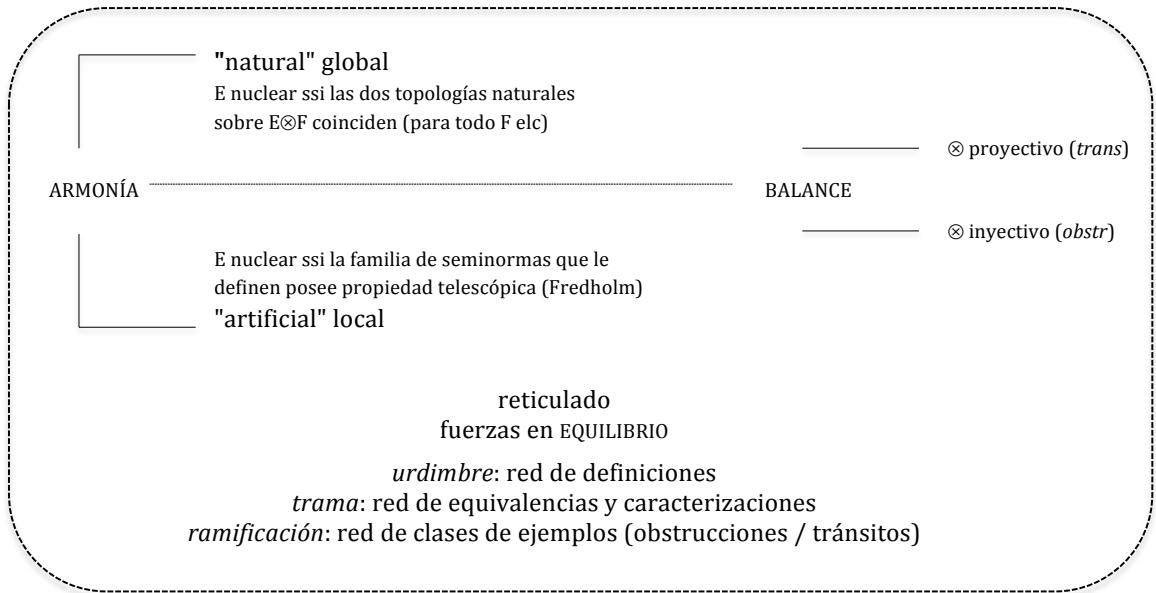 "natural" global
E nuclear ssi las dos topologías naturales
sobre E⊗F coinciden (para todo F elc)
⊗ proyectivo (trans)
ARMONÍA
BALANCE
⊗ inyectivo (obstr)
E nuclear ssi la familia de seminormas que le
definen posee propiedad telescópica (Fredholm)
"artificial" local
reticulado
fuerzas en EQUILIBRIO
urdimbre: red de definiciones
trama: red de equivalencias y caracterizaciones
ramificación: red de clases de ejemplos (obstrucciones / tránsitos)